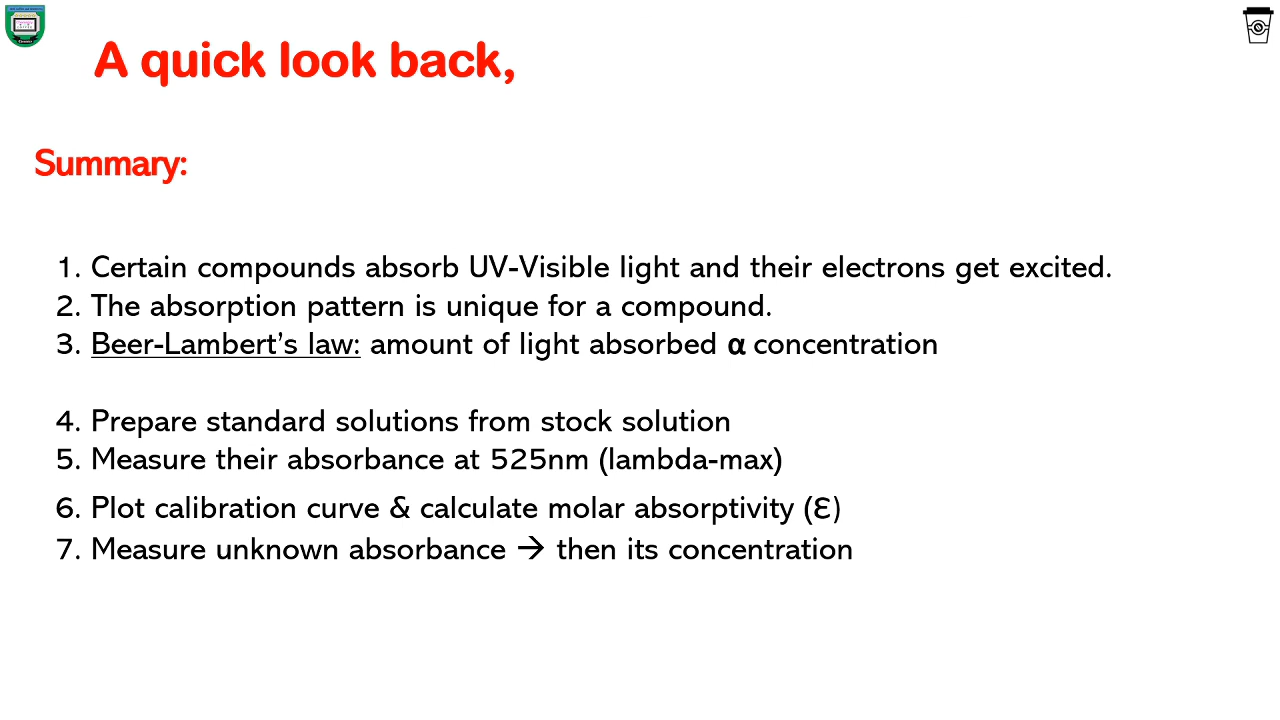 A quick look back,
Summary:
1. Certain compounds absorb UV-Visible light and their electrons get excited.
2. The absorption pattern is unique for a compound.
3. Beer-Lambert’s law: amount of light absorbed α concentration
4. Prepare standard solutions from stock solution
5. Measure their absorbance at 525nm (lambda-max)
6. Plot calibration curve & calculate molar absorptivity (Ɛ)
7. Measure unknown absorbance → then its concentration